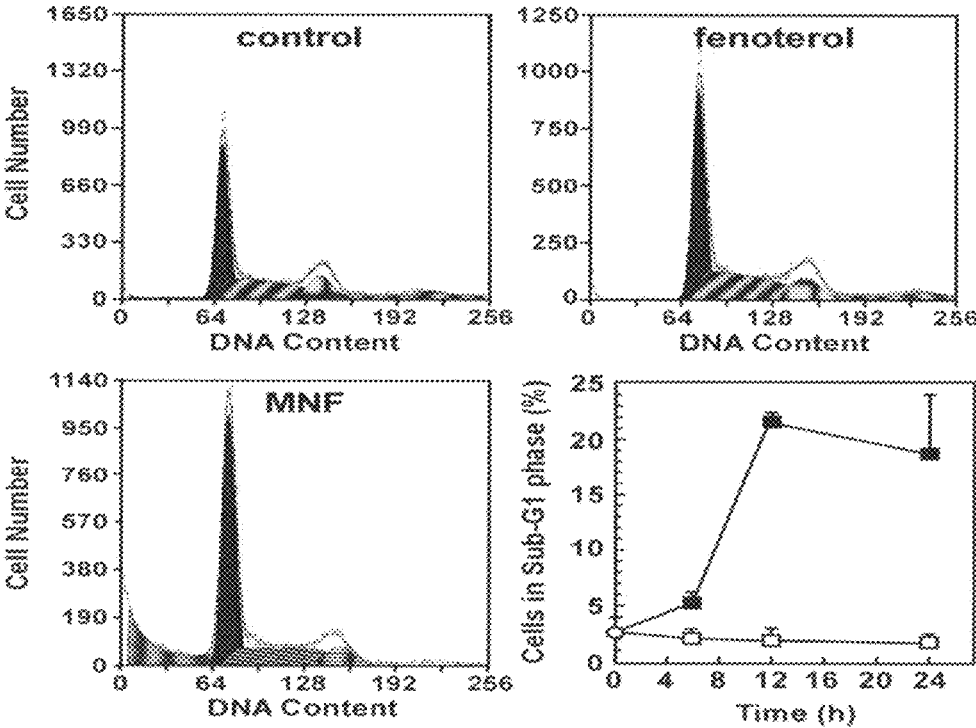 control
Cell Number
1650
1320
990
660
330
0
0 64 128 192 256
DNA Content
fenoterol
1250
1000
750
500
250
0
0 64 128 192 256
DNA Content
MNF
Cell Number
1140
950
760
570
380
190
0
0 64 128 192 256
DNA Content
Cells in Sub-G1 phase (%)
25
20
15
10
5
0
0 4 8 12 16 20 24
Time (h)